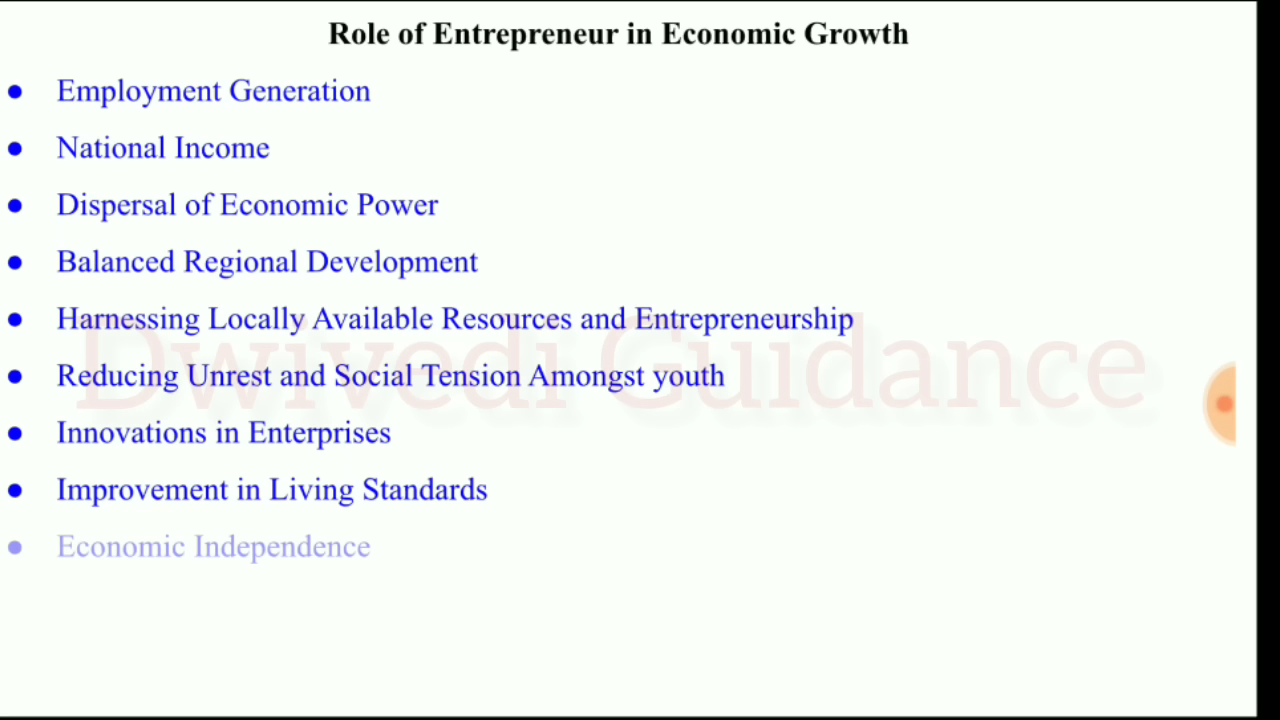 Role of Entrepreneur in Economic Growth
● Employment Generation
● National Income
● Dispersal of Economic Power
● Balanced Regional Development
● Harnessing Locally Available Resources and Entrepreneurship
Dwivedi Guidance
● Reducing Unrest and Social Tension Amongst youth
● Innovations in Enterprises
● Improvement in Living Standards
● Economic Independence